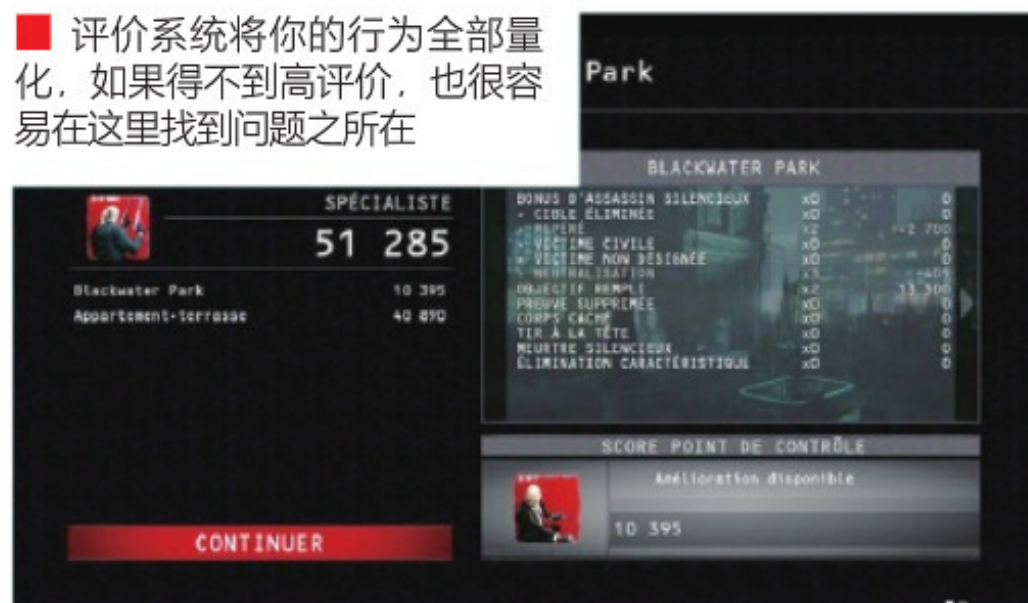 评价系统将你的行为全部量
化，如果得不到高评价，也很容
易在这里找到问题之所在
Park
SPÉCIALISTE
51 285
Blackwater Park 10 395
Appartement-terrasse 40 890
CONTINUER
BLACKWATER PARK
BONUS D'ASSASSIN SILENCIEUX x0 0
- CIBLE ÉLIMINÉE x0 0
- REPÉRÉ x2 -2 700
- VICTIME CIVILE x0 0
- VICTIME NON DÉSIGNÉE x0 0
- NEUTRALISATION x3 -405
OBJECTIF REMPLI x2 13 500
PREUVE SUPPRIMÉE x0 0
CORPS CACHÉ x0 0
TIR À LA TÊTE x0 0
MEURTRE SILENCIEUX x0 0
ÉLIMINATION CARACTÉRISTIQUE x0 0
SCORE POINT DE CONTRÔLE
Amélioration disponible
10 395